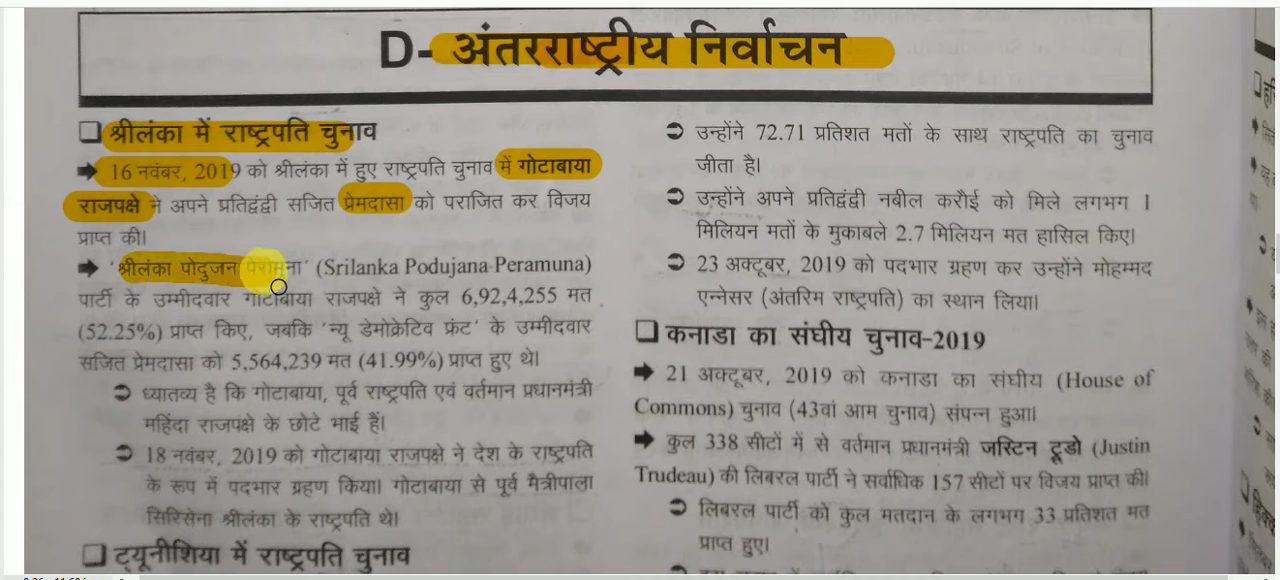 D- अंतरराष्ट्रीय निर्वाचन
❑ श्रीलंका में राष्ट्रपति चुनाव
➡ 16 नवंबर, 2019 को श्रीलंका में हुए राष्ट्रपति चुनाव में गोटाबाया
राजपक्षे ने अपने प्रतिद्वंद्वी सजित प्रेमदासा को पराजित कर विजय
प्राप्त की।
➡ 'श्रीलंका पोदुजन पेरामूना' (Srilanka Podujana Peramuna)
पार्टी के उम्मीदवार गोटाबाया राजपक्षे ने कुल 6,92,4,255 मत
(52.25%) प्राप्त किए, जबकि 'न्यू डेमोक्रेटिव फ्रंट' के उम्मीदवार
सजित प्रेमदासा को 5,564,239 मत (41.99%) प्राप्त हुए थे।
➲ ध्यातव्य है कि गोटाबाया, पूर्व राष्ट्रपति एवं वर्तमान प्रधानमंत्री
महिंदा राजपक्षे के छोटे भाई हैं।
➲ 18 नवंबर, 2019 को गोटाबाया राजपक्षे ने देश के राष्ट्रपति
के रूप में पदभार ग्रहण किया। गोटाबाया से पूर्व मैत्रीपाला
सिरिसेना श्रीलंका के राष्ट्रपति थे।
❑ ट्यूनीशिया में राष्ट्रपति चुनाव
➲ उन्होंने 72.71 प्रतिशत मतों के साथ राष्ट्रपति का चुनाव
जीता है।
➲ उन्होंने अपने प्रतिद्वंद्वी नबील करौई को मिले लगभग 1
मिलियन मतों के मुकाबले 2.7 मिलियन मत हासिल किए।
➲ 23 अक्टूबर, 2019 को पदभार ग्रहण कर उन्होंने मोहम्मद
एन्नेसर (अंतरिम राष्ट्रपति) का स्थान लिया।
❑ कनाडा का संघीय चुनाव-2019
➡ 21 अक्टूबर, 2019 को कनाडा का संघीय (House of
Commons) चुनाव (43वां आम चुनाव) संपन्न हुआ।
➡ कुल 338 सीटों में से वर्तमान प्रधानमंत्री जस्टिन ट्रूडो (Justin
Trudeau) की लिबरल पार्टी ने सर्वाधिक 157 सीटों पर विजय प्राप्त की।
➲ लिबरल पार्टी को कुल मतदान के लगभग 33 प्रतिशत मत
प्राप्त हुए।